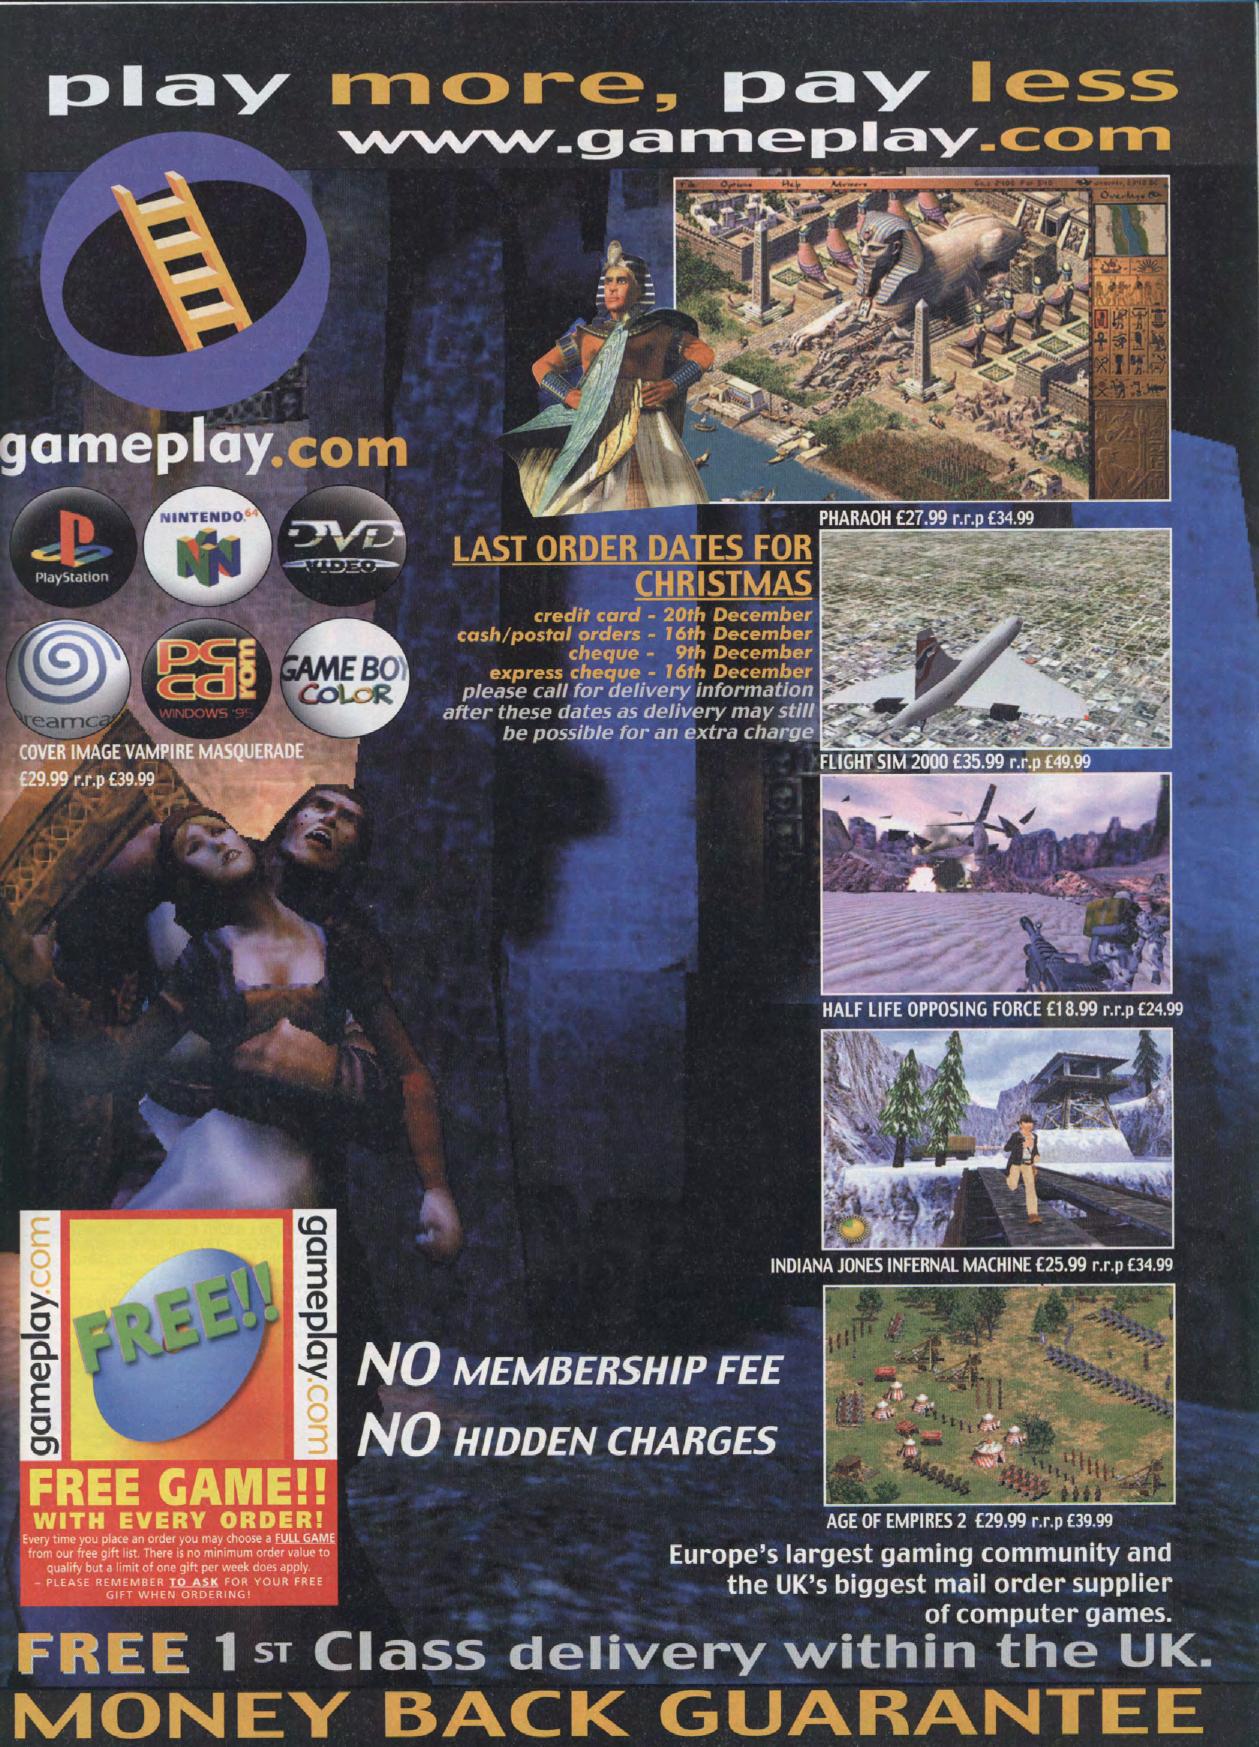 play more, pay less
www.gameplay.com
gameplay.com
PlayStation
NINTENDO 64
DVD
VIDEO
PC
cd rom
WINDOWS '95
GAME BOY
COLOR
File Options Help
Overlays
PHARAOH £27.99 r.r.p £34.99
LAST ORDER DATES FOR
CHRISTMAS
credit card - 20th December
cash/postal orders - 16th December
cheque - 9th December
express cheque - 16th December
please call for delivery information
after these dates as delivery may still
be possible for an extra charge
COVER IMAGE VAMPIRE MASQUERADE
£29.99 r.r.p £39.99
FLIGHT SIM 2000 £35.99 r.r.p £49.99
HALF LIFE OPPOSING FORCE £18.99 r.r.p £24.99
INDIANA JONES INFERNAL MACHINE £25.99 r.r.p £34.99
AGE OF EMPIRES 2 £29.99 r.r.p £39.99
gameplay.com
FREE!!
gameplay.com
FREE GAME!!
WITH EVERY ORDER!
Every time you place an order you may choose a FULL GAME
from our free gift list. There is no minimum order value to
qualify but a limit of one gift per week does apply.
– PLEASE REMEMBER TO ASK FOR YOUR FREE
GIFT WHEN ORDERING!
NO MEMBERSHIP FEE
NO HIDDEN CHARGES
Europe's largest gaming community and
the UK's biggest mail order supplier
of computer games.
FREE 1ST Class delivery within the UK.
MONEY BACK GUARANTEE